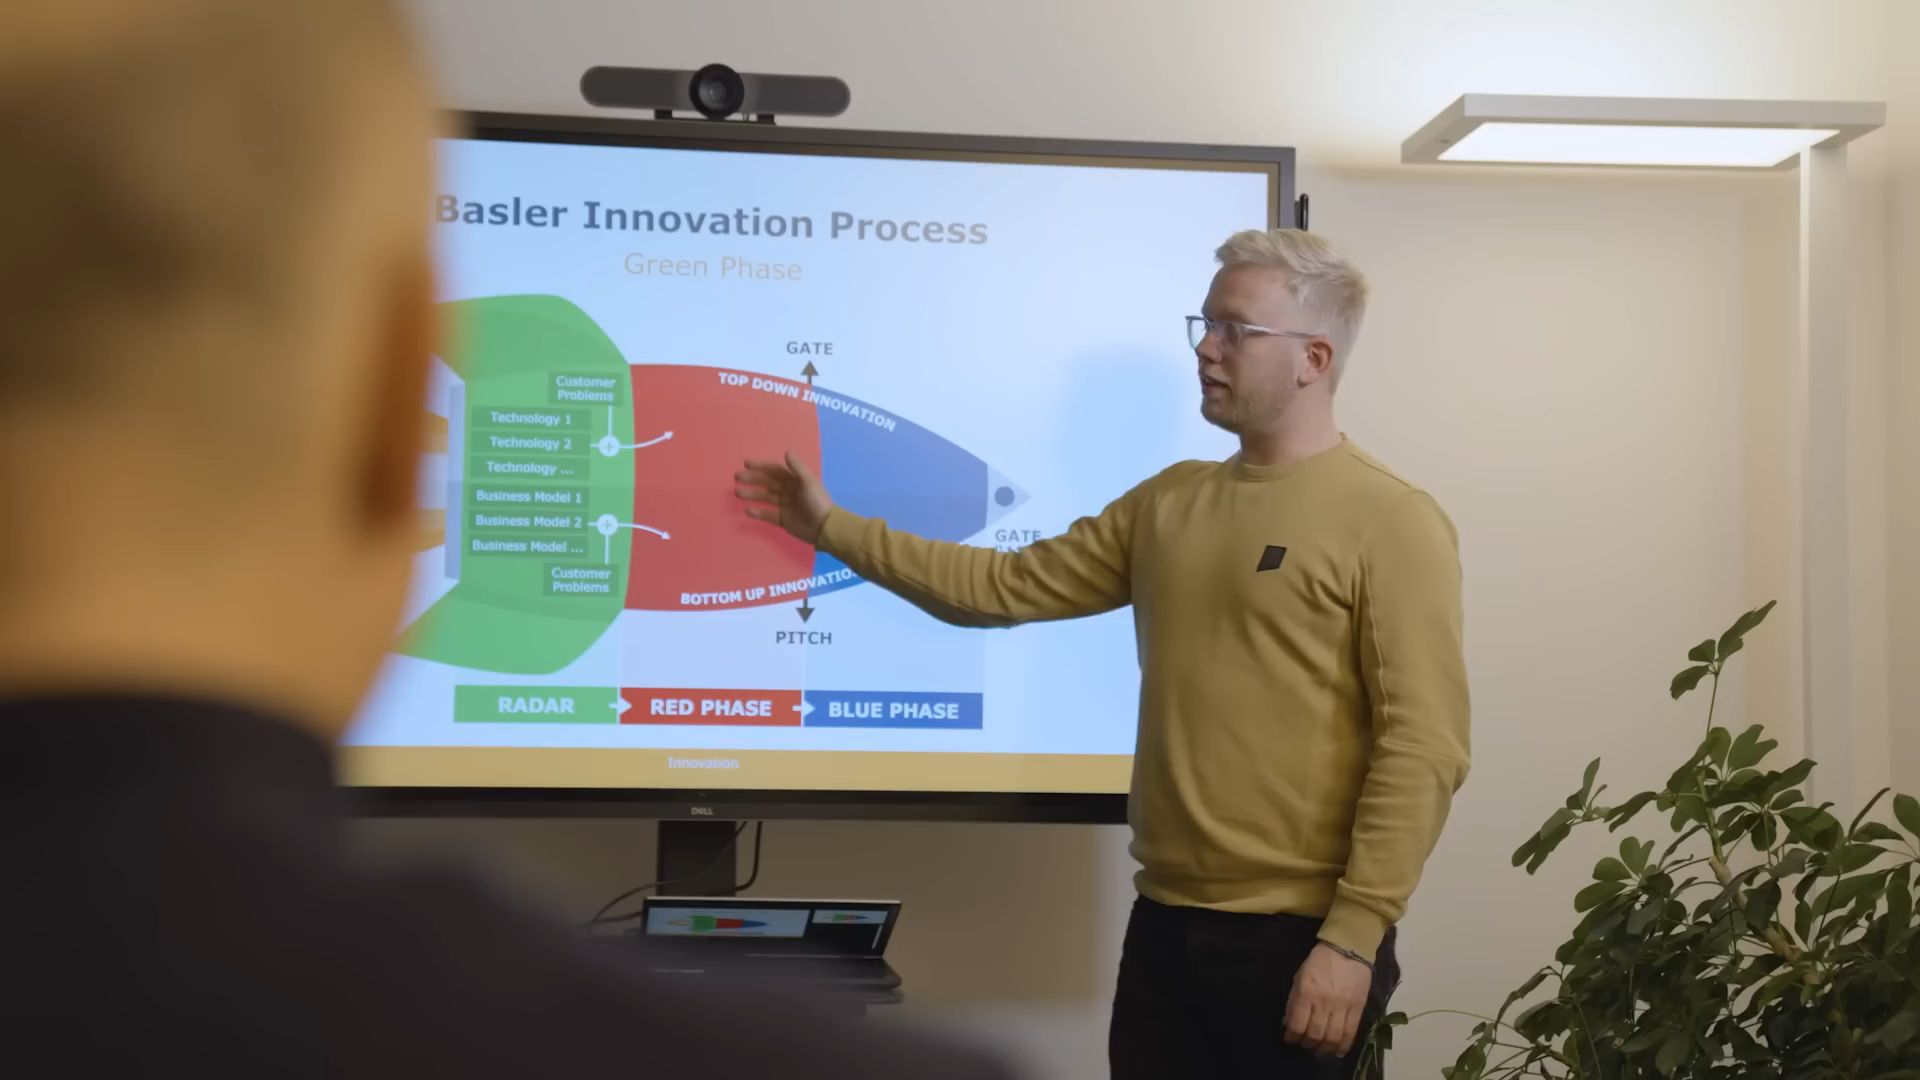 Basler Innovation Process
Green Phase
GATE
TOP DOWN INNOVATION
Customer
Problems
Technology 1
Technology 2
Technology ...
Business Model 1
Business Model 2
Business Model ...
Customer
Problems
GATE
BOTTOM UP INNOVATIO
PITCH
RADAR
RED PHASE
BLUE PHASE
Innovation
DELL